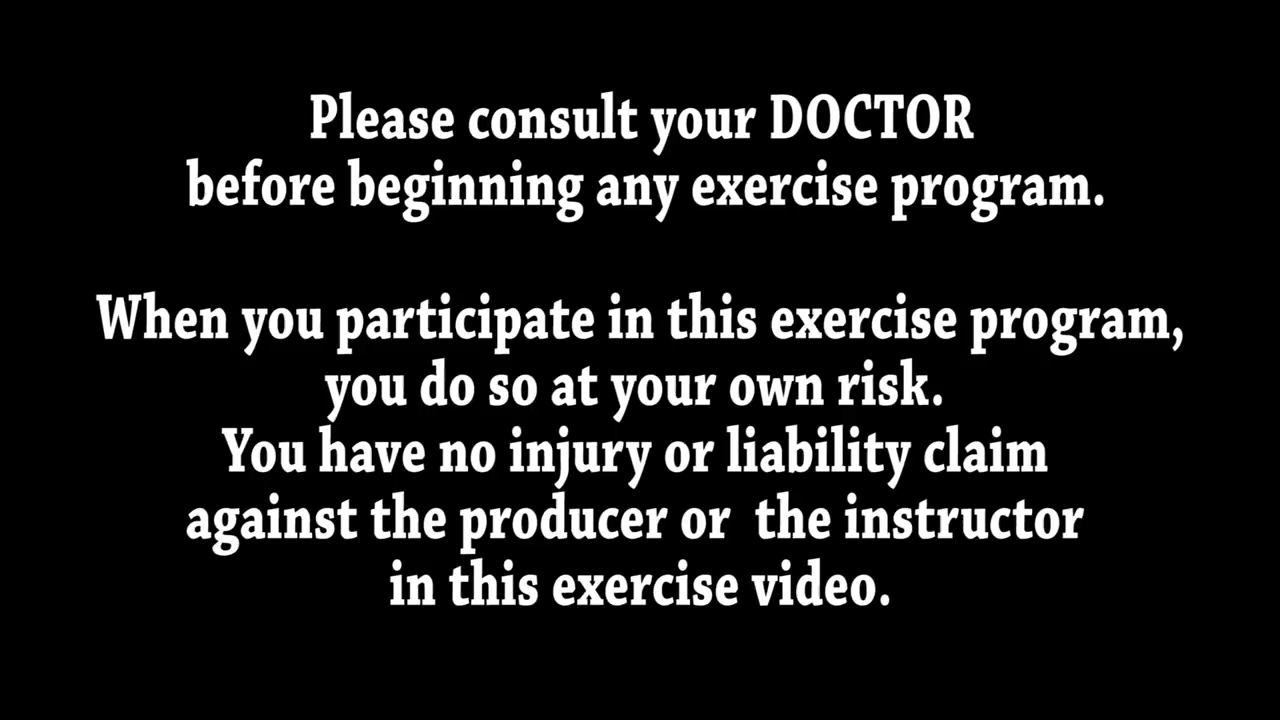 Please consult your DOCTOR
before beginning any exercise program.
When you participate in this exercise program,
you do so at your own risk.
You have no injury or liability claim
against the producer or  the instructor
in this exercise video.